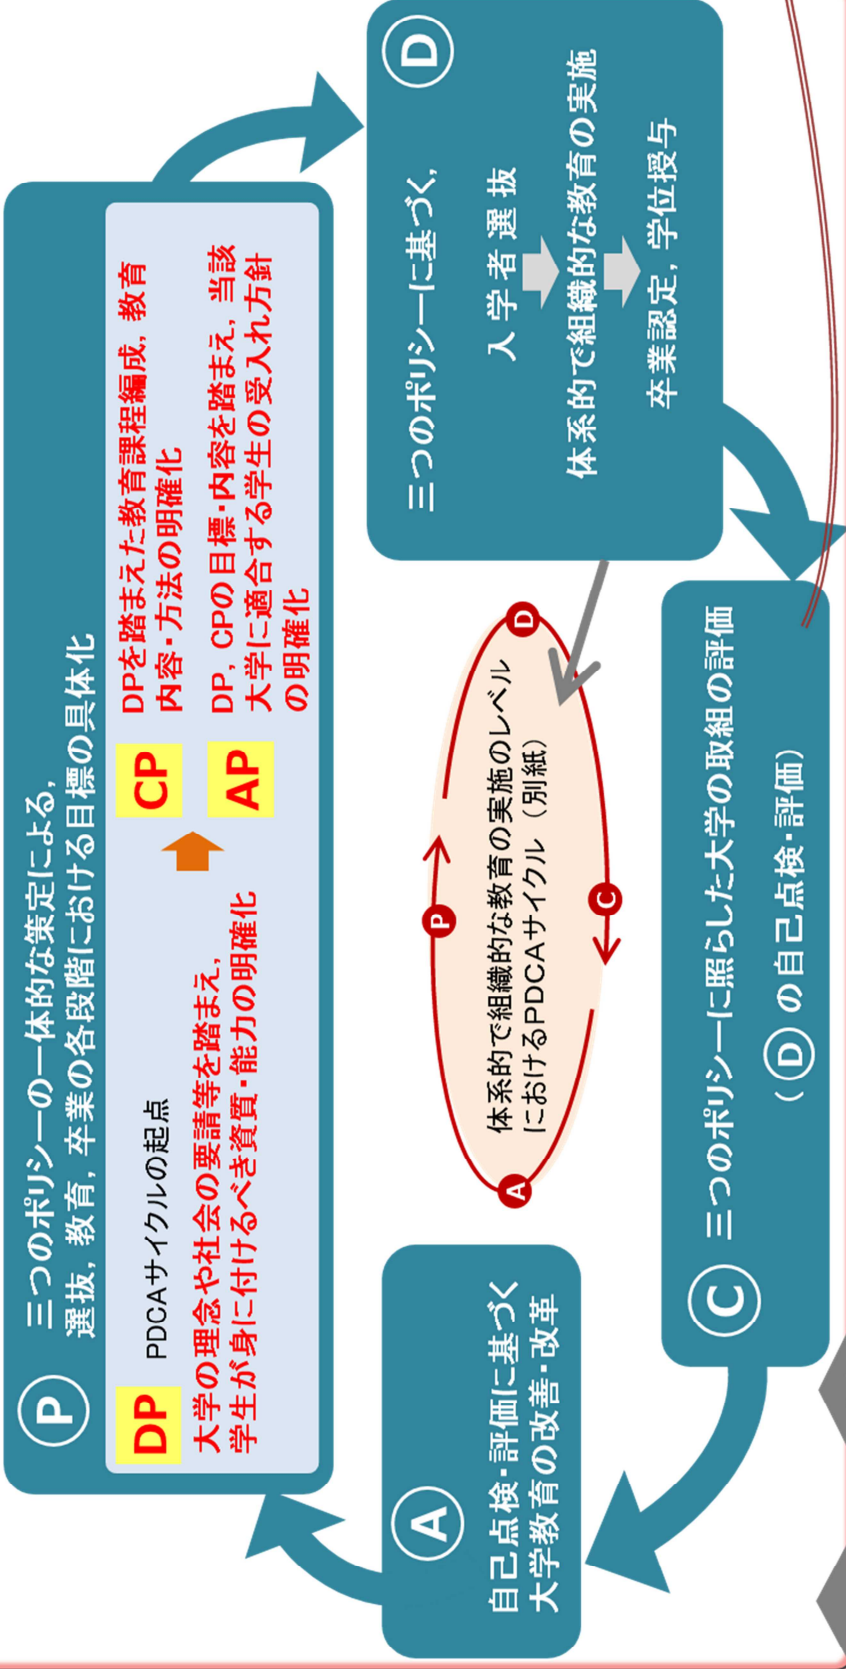 P
三つのポリシーの一体的な策定による,
選抜, 教育, 卒業の各段階における目標の具体化
DP
PDCAサイクルの起点
大学の理念や社会の要請等を踏まえ,
学生が身に付けるべき資質・能力の明確化
CP
DPを踏まえた教育課程編成, 教育
内容・方法の明確化
AP
DP, CPの目標・内容を踏まえ, 当該
大学に適合する学生の受入れ方針
の明確化
D
三つのポリシーに基づく,
入学者選抜
体系的で組織的な教育の実施
卒業認定, 学位授与
P
D
C
A
体系的で組織的な教育の実施のレベル
におけるPDCAサイクル（別紙）
A
自己点検・評価に基づく
大学教育の改善・改革
C
三つのポリシーに照らした大学の取組の評価
（Dの自己点検・評価）